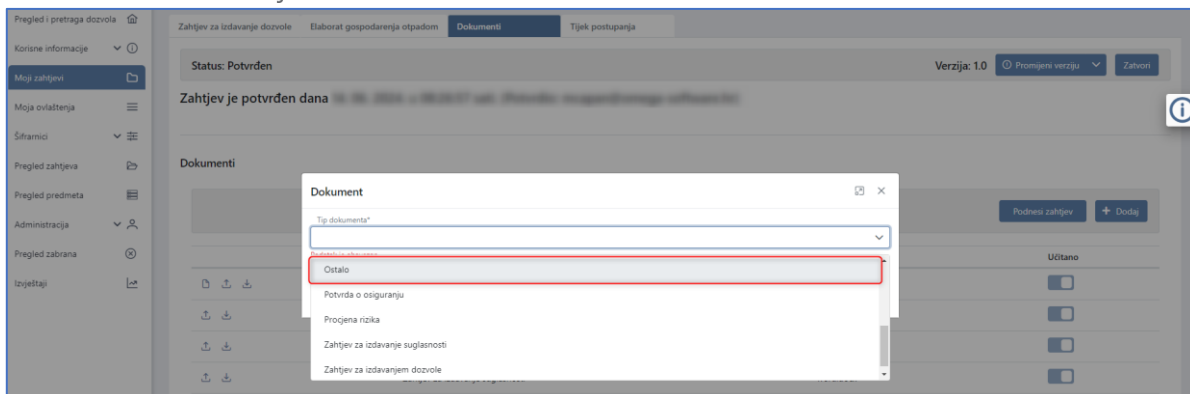 Pregled i pretraga dozvola
Korisne informacije
Moji zahtjevi
Moja ovlaštenja
Šifrarnici
Pregled zahtjeva
Pregled predmeta
Administracija
Pregled zabrana
Izvještaji
Zahtjev za izdavanje dozvole Elaborat gospodarenja otpadom Dokumenti Tijek postupanja
Status: Potvrđen Verzija: 1.0 Promijeni verziju Zatvori
Zahtjev je potvrđen dana
Dokumenti
Podnesi zahtjev + Dodaj
Učitano
Dokument
Tip dokumenta*
Ostalo
Potvrda o osiguranju
Procjena rizika
Zahtjev za izdavanje suglasnosti
Zahtjev za izdavanjem dozvole